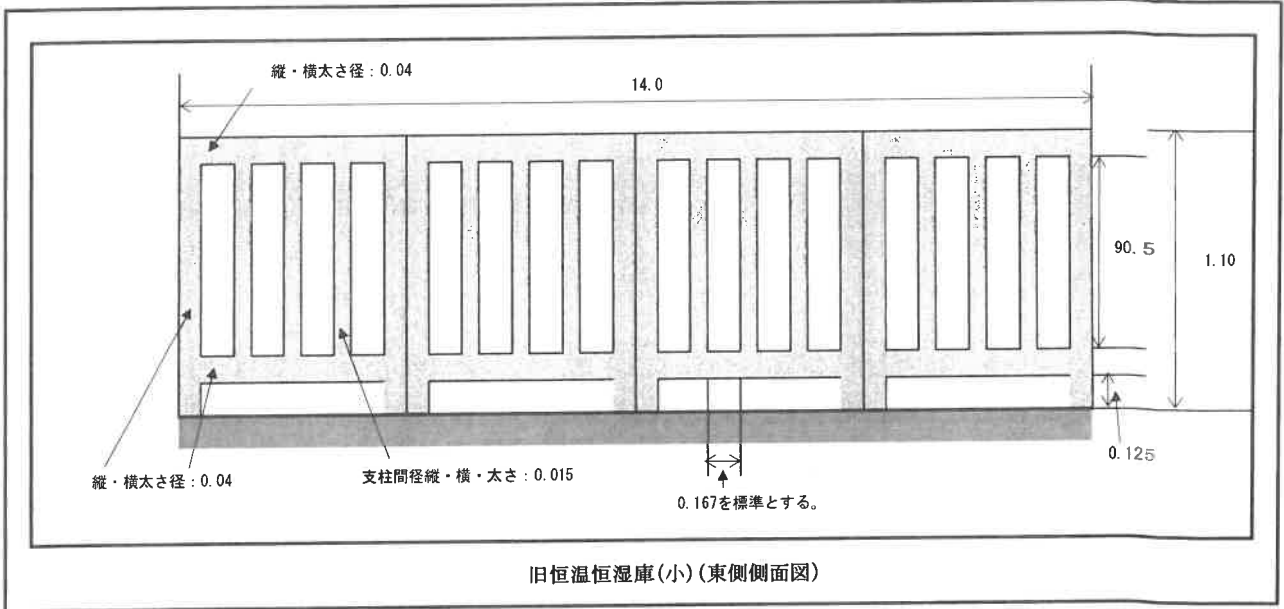 縦・横太さ径：0.04
14.0
90.5
1.10
0.125
縦・横太さ径：0.04
支柱間径縦・横・太さ：0.015
0.167を標準とする。
旧恒温恒湿庫(小)(東側側面図)